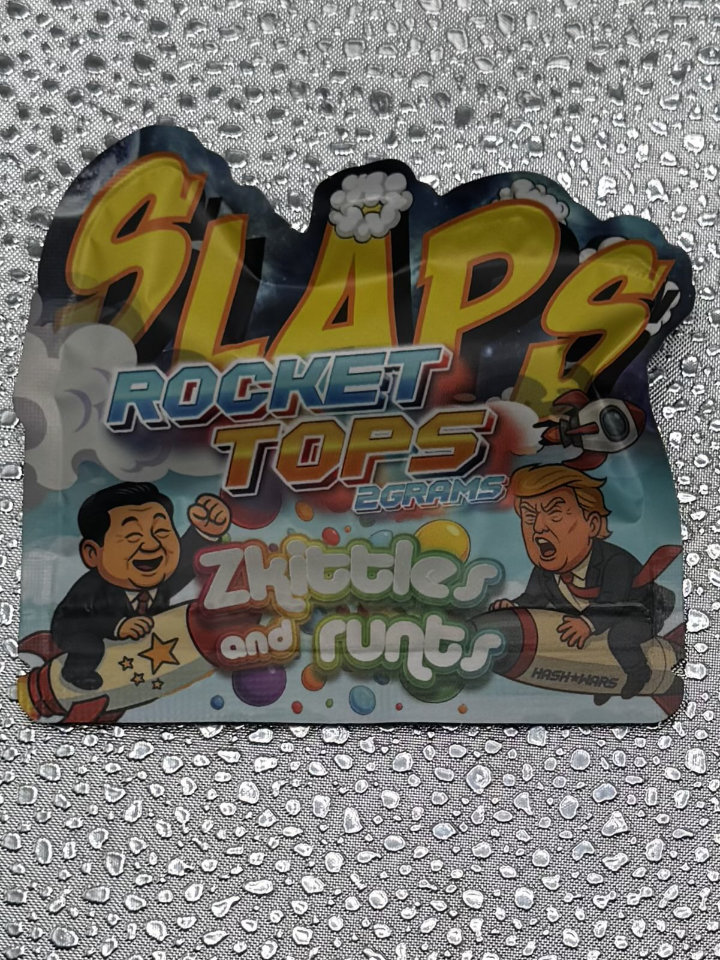 SLAPS
ROCKET
TOPS
2GRAMS
Zkittles
and runts
HASH★WARS